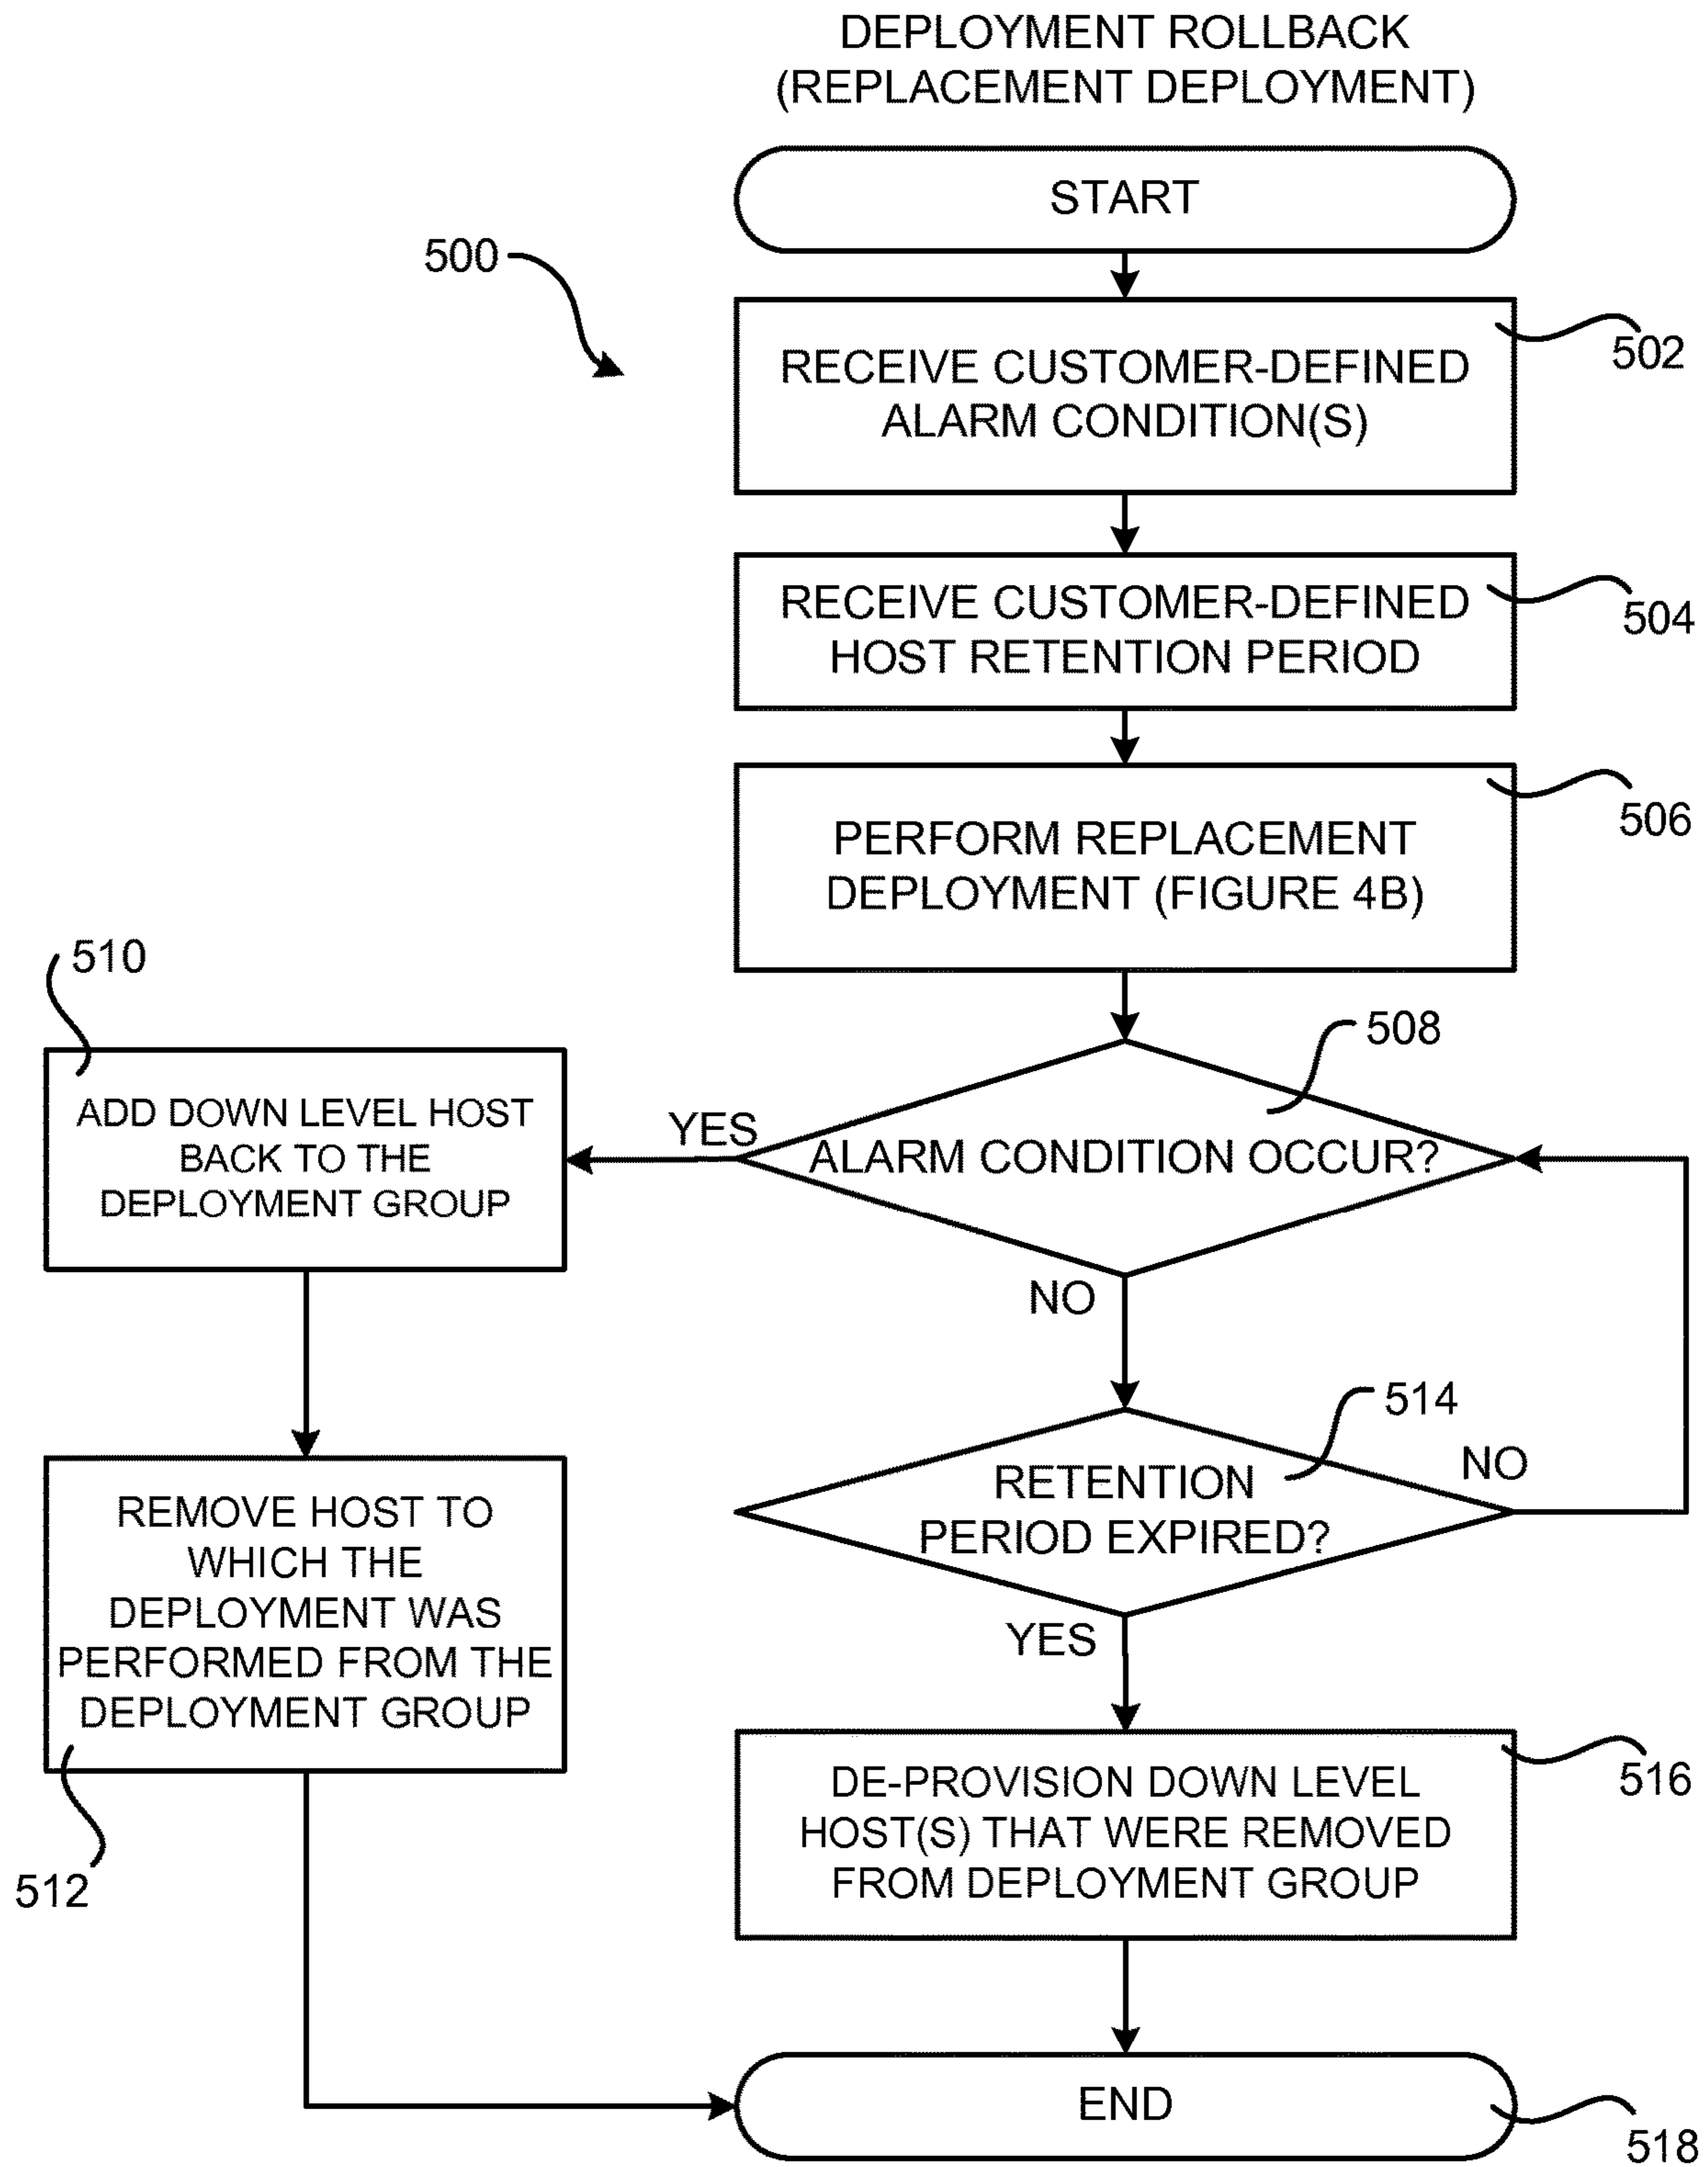 DEPLOYMENT ROLLBACK
(REPLACEMENT DEPLOYMENT)
START
500
502
RECEIVE CUSTOMER-DEFINED
ALARM CONDITION(S)
504
RECEIVE CUSTOMER-DEFINED
HOST RETENTION PERIOD
506
PERFORM REPLACEMENT
DEPLOYMENT (FIGURE 4B)
508
ALARM CONDITION OCCUR?
YES
510
ADD DOWN LEVEL HOST
BACK TO THE
DEPLOYMENT GROUP
NO
514
RETENTION
PERIOD EXPIRED?
NO
YES
REMOVE HOST TO
WHICH THE
DEPLOYMENT WAS
PERFORMED FROM THE
DEPLOYMENT GROUP
512
516
DE-PROVISION DOWN LEVEL
HOST(S) THAT WERE REMOVED
FROM DEPLOYMENT GROUP
END
518